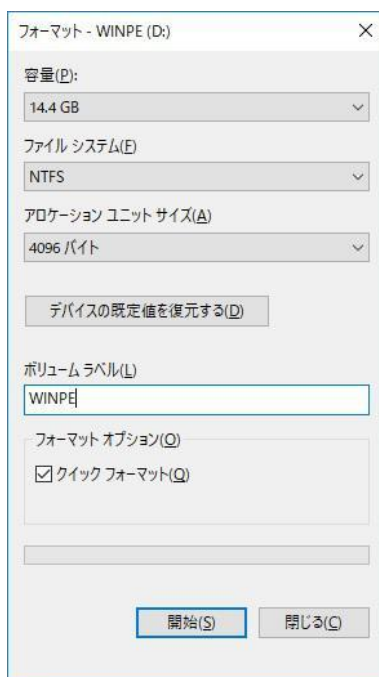 フォーマット - WINPE (D:)
容量(P):
14.4 GB
ファイル システム(F)
NTFS
アロケーション ユニット サイズ(A)
4096 バイト
デバイスの既定値を復元する(D)
ボリューム ラベル(L)
WINPE
フォーマット オプション(O)
クイック フォーマット(Q)
開始(S)
閉じる(C)